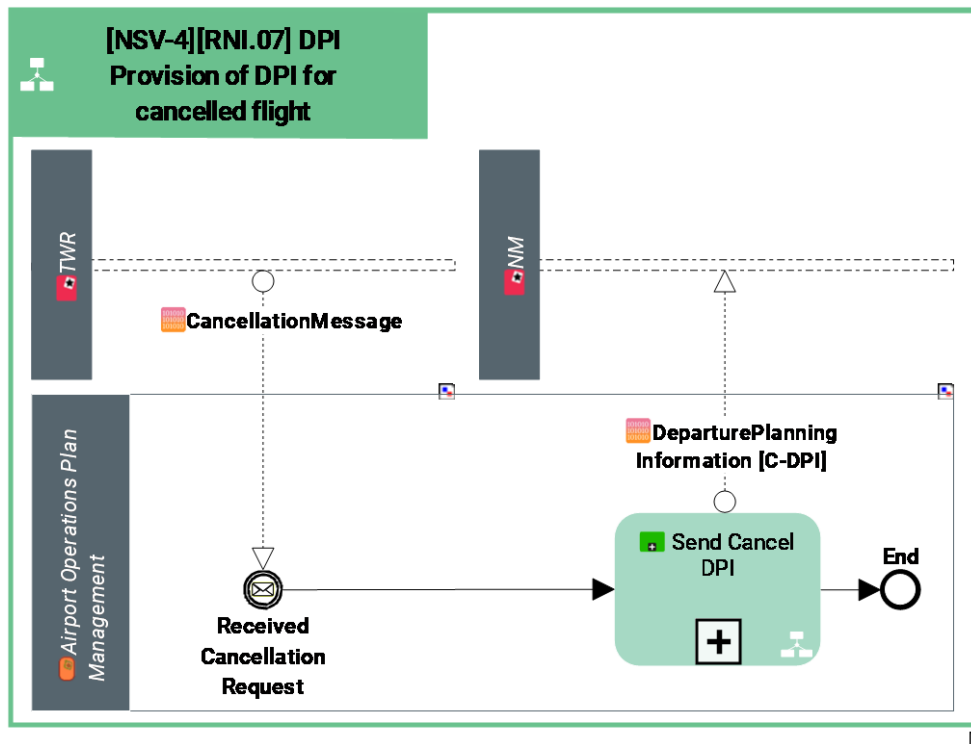 [NSV-4][RNI.07] DPI
Provision of DPI for
cancelled flight
TWR
NM
CancellationMessage
DeparturePlanning
Information [C-DPI]
Airport Operations Plan
Management
Send Cancel
DPI
End
Received
Cancellation
Request